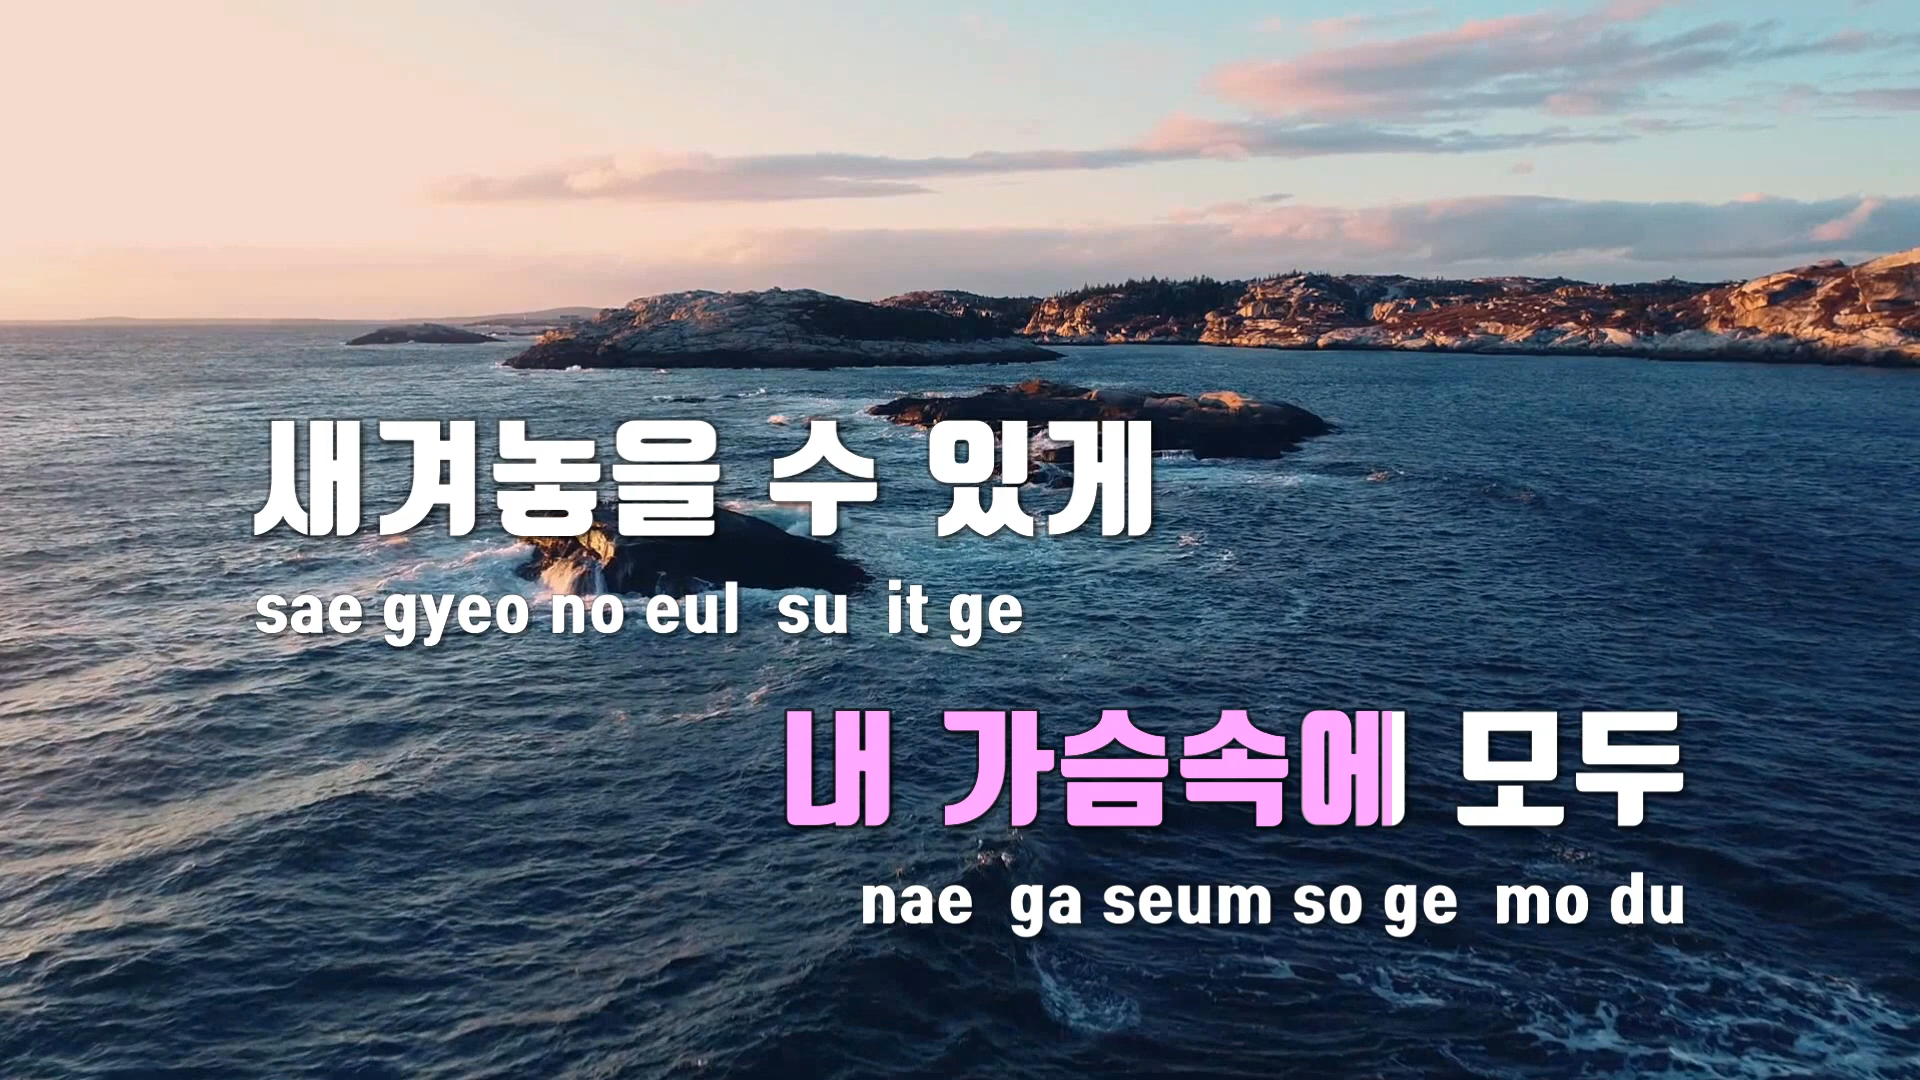 새겨놓을 수 있게
sae gyeo no eul su it ge
내 가슴속에 모두
nae ga seum so ge mo du